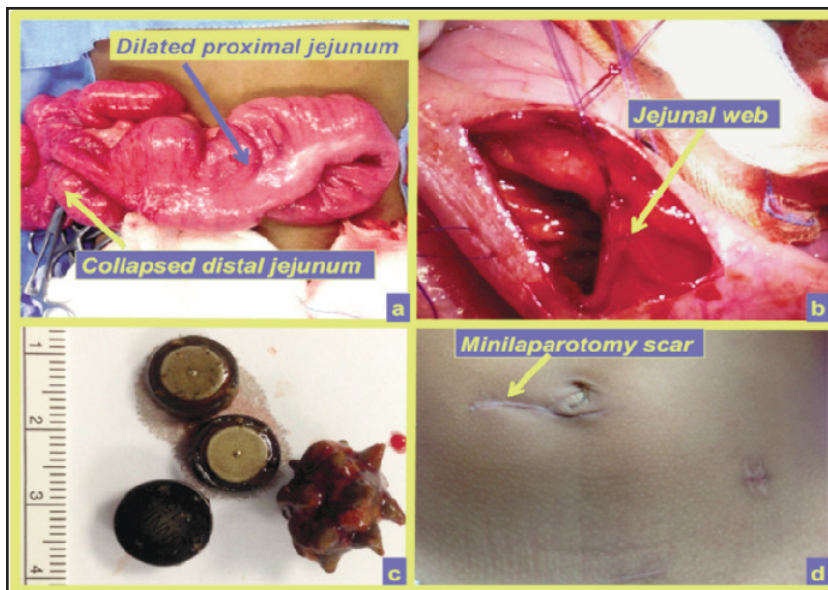 Dilated proximal jejunum
Collapsed distal jejunum
a
Jejunal web
b
1
2
3
4
c
Minilaparotomy scar
d